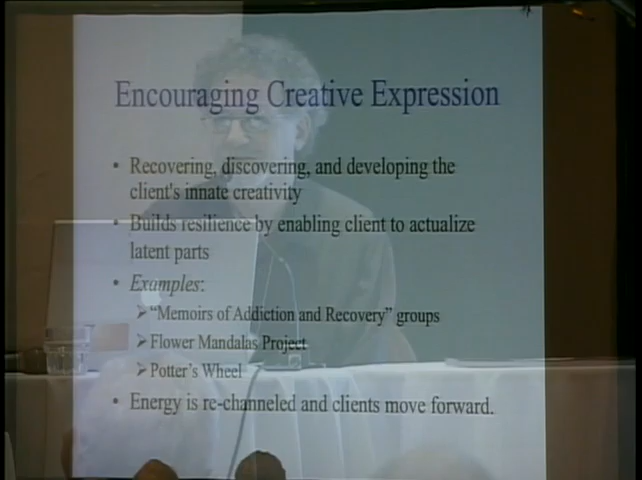 Encouraging Creative Expression
• Recovering, discovering, and developing the
client's innate creativity
• Builds resilience by enabling client to actualize
latent parts
• Examples:
➢"Memoirs of Addiction and Recovery" groups
➢Flower Mandalas Project
➢Potter's Wheel
• Energy is re-channeled and clients move forward.